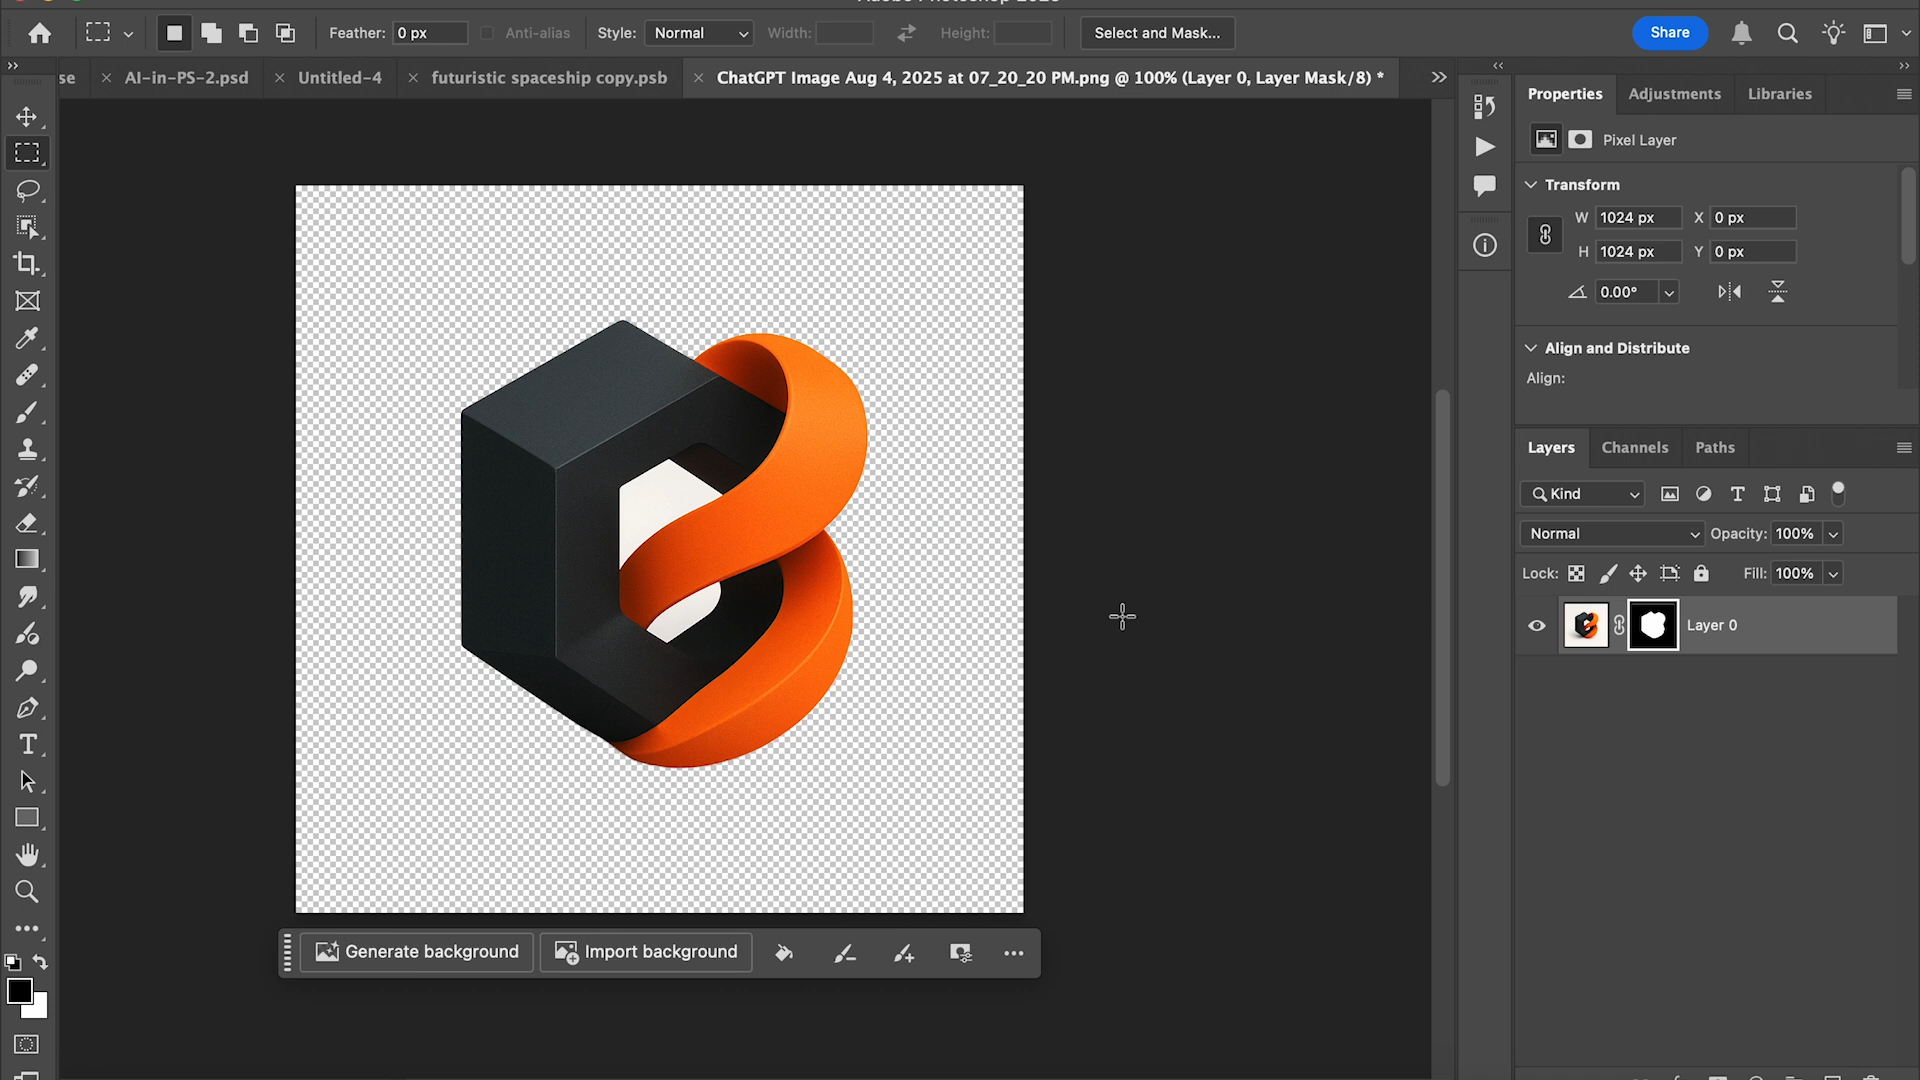 Feather: 0 px Anti-alias Style: Normal Width: Height: Select and Mask... Share
se × AI-in-PS-2.psd × Untitled-4 × futuristic spaceship copy.psb × ChatGPT Image Aug 4, 2025 at 07_20_20 PM.png @ 100% (Layer 0, Layer Mask/8) *
Properties Adjustments Libraries
Pixel Layer
Transform
W 1024 px X 0 px
H 1024 px Y 0 px
0.00°
Align and Distribute
Align:
Layers Channels Paths
Kind
Normal Opacity: 100%
Lock: Fill: 100%
Layer 0
Generate background Import background